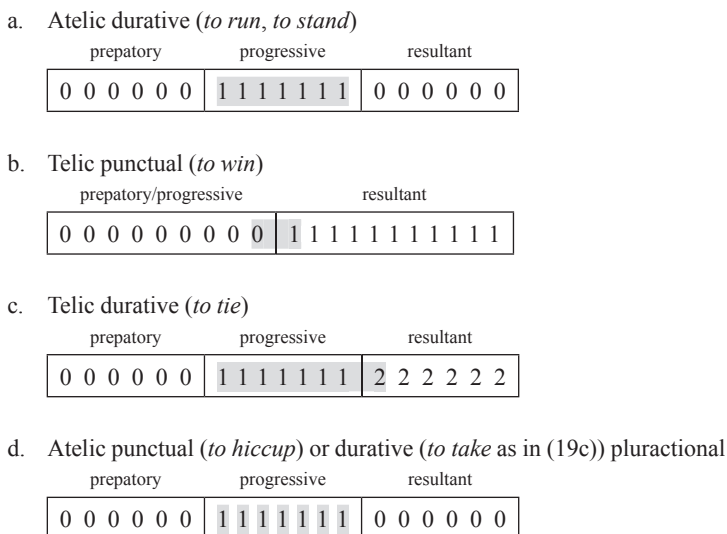 a. Atelic durative (to run, to stand)
prepatory progressive resultant
0 0 0 0 0 0 1 1 1 1 1 1 1 0 0 0 0 0 0
b. Telic punctual (to win)
prepatory/progressive resultant
0 0 0 0 0 0 0 0 0 0 1 1 1 1 1 1 1 1 1 1 1
c. Telic durative (to tie)
prepatory progressive resultant
0 0 0 0 0 0 1 1 1 1 1 1 1 2 2 2 2 2 2
d. Atelic punctual (to hiccup) or durative (to take as in (19c)) pluractional
prepatory progressive resultant
0 0 0 0 0 0 1 1 1 1 1 1 1 0 0 0 0 0 0